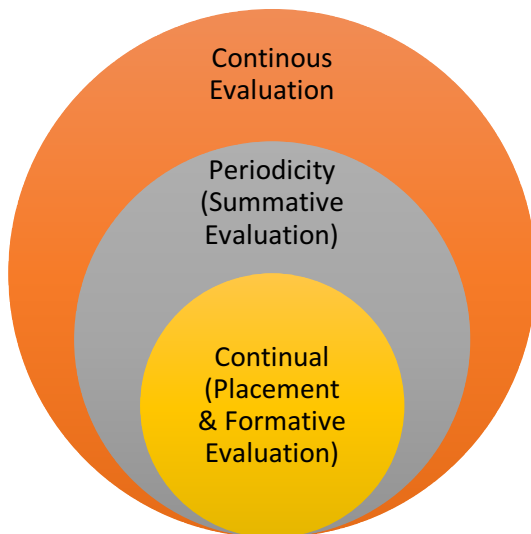 Continous
Evaluation
Periodicity
(Summative
Evaluation)
Continual
(Placement
& Formative
Evaluation)